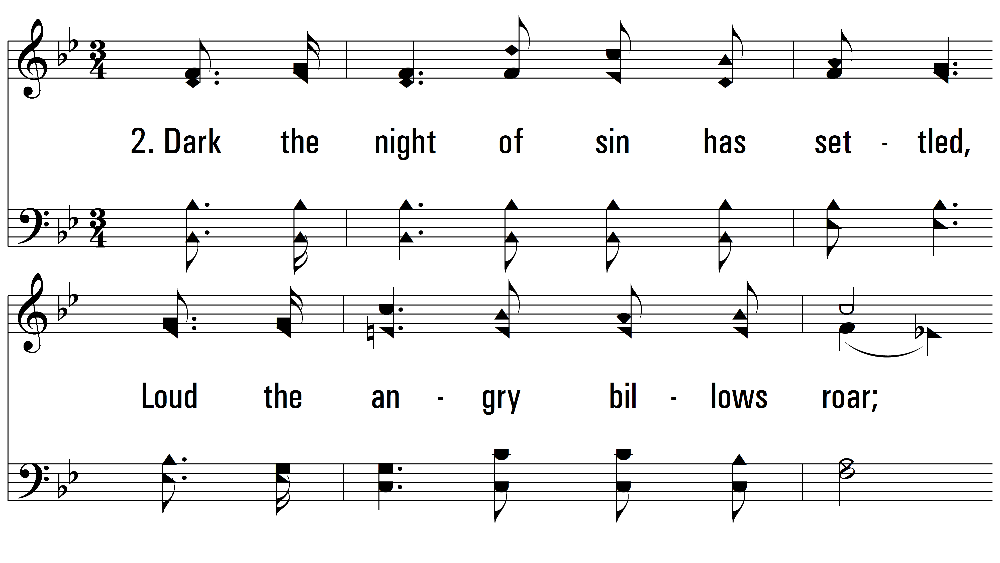 2. Dark the night of sin has set - tled,
Loud the an - gry bil - lows roar;